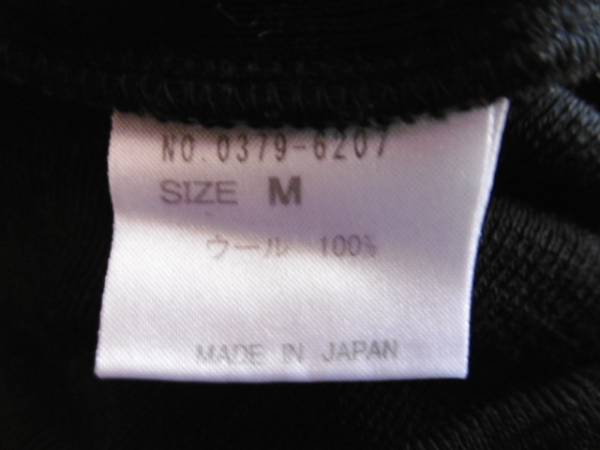 NO.0379-6207
SIZE M
ウール 100%
MADE IN JAPAN